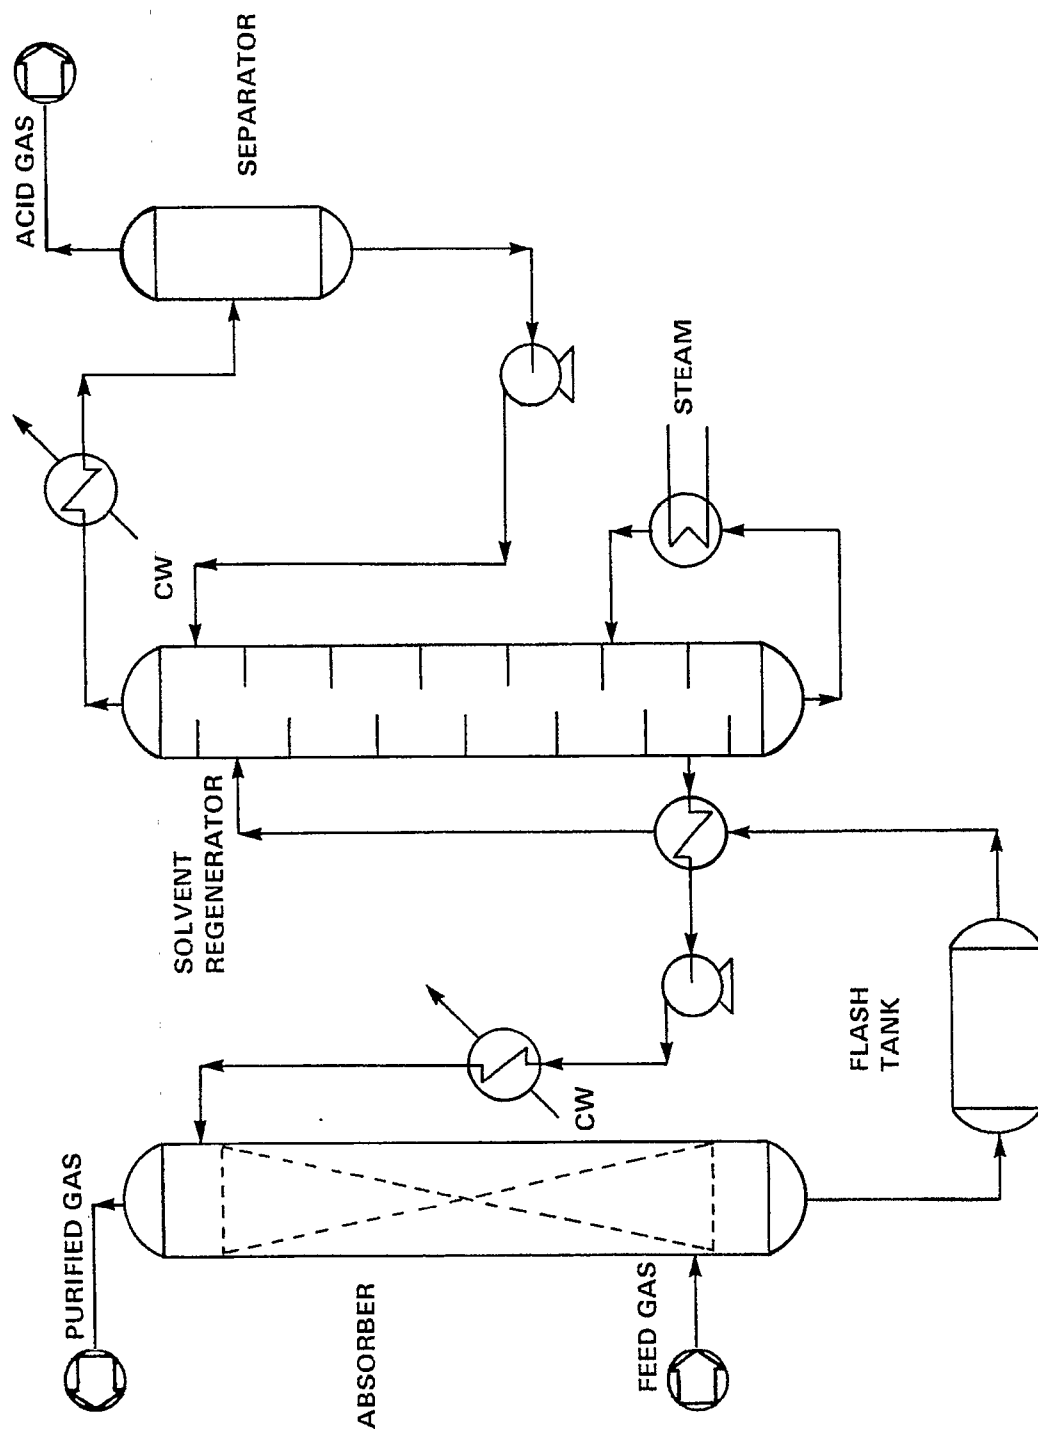 PURIFIED GAS
ACID GAS
SEPARATOR
CW
SOLVENT
REGENERATOR
ABSORBER
CW
STEAM
FEED GAS
FLASH
TANK